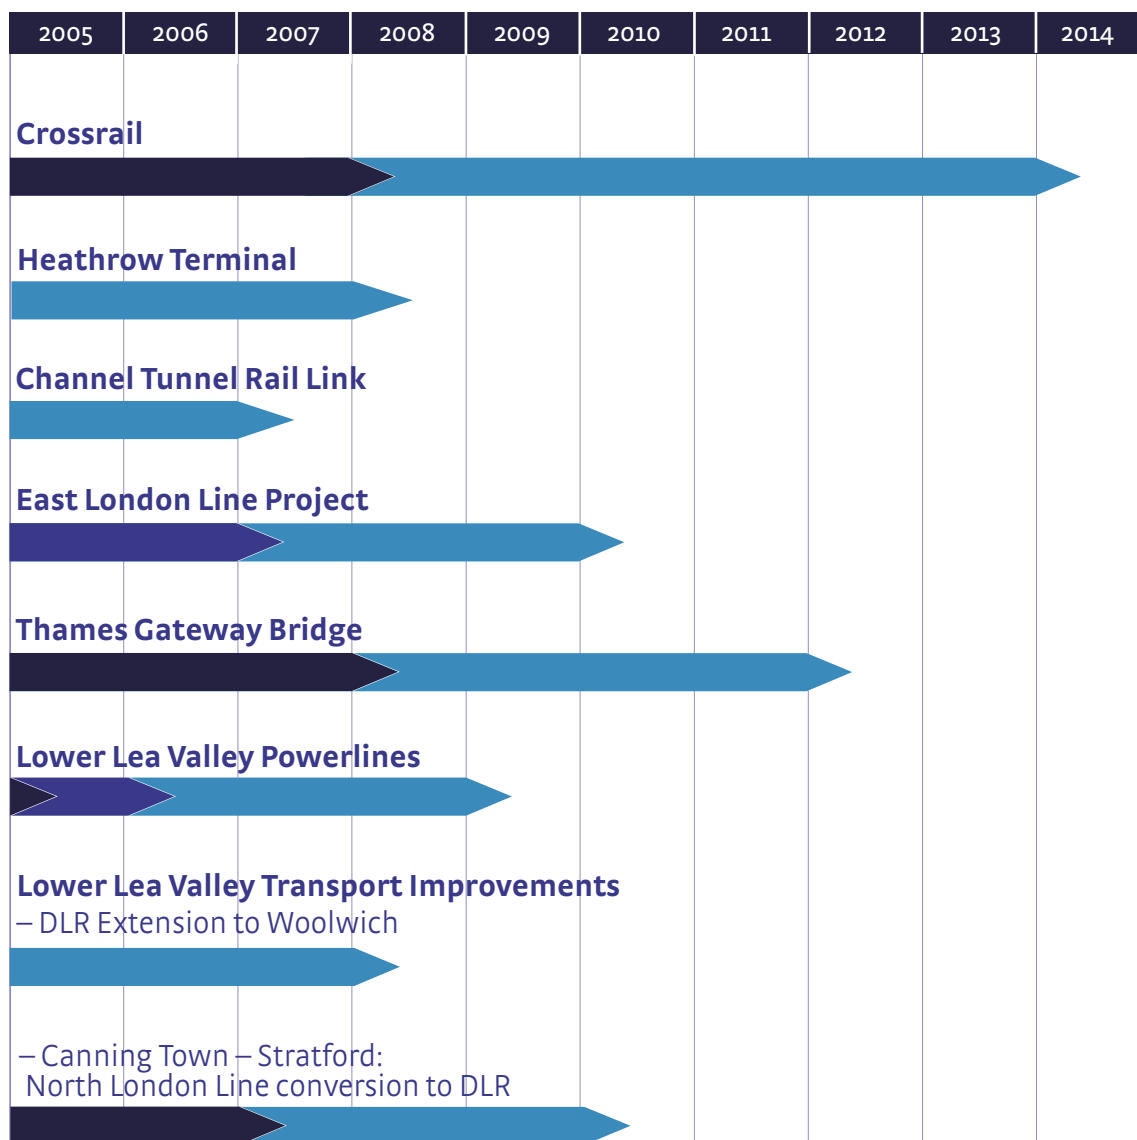 2005 2006 2007 2008 2009 2010 2011 2012 2013 2014
Crossrail
Heathrow Terminal
Channel Tunnel Rail Link
East London Line Project
Thames Gateway Bridge
Lower Lea Valley Powerlines
Lower Lea Valley Transport Improvements
– DLR Extension to Woolwich
– Canning Town – Stratford:
North London Line conversion to DLR